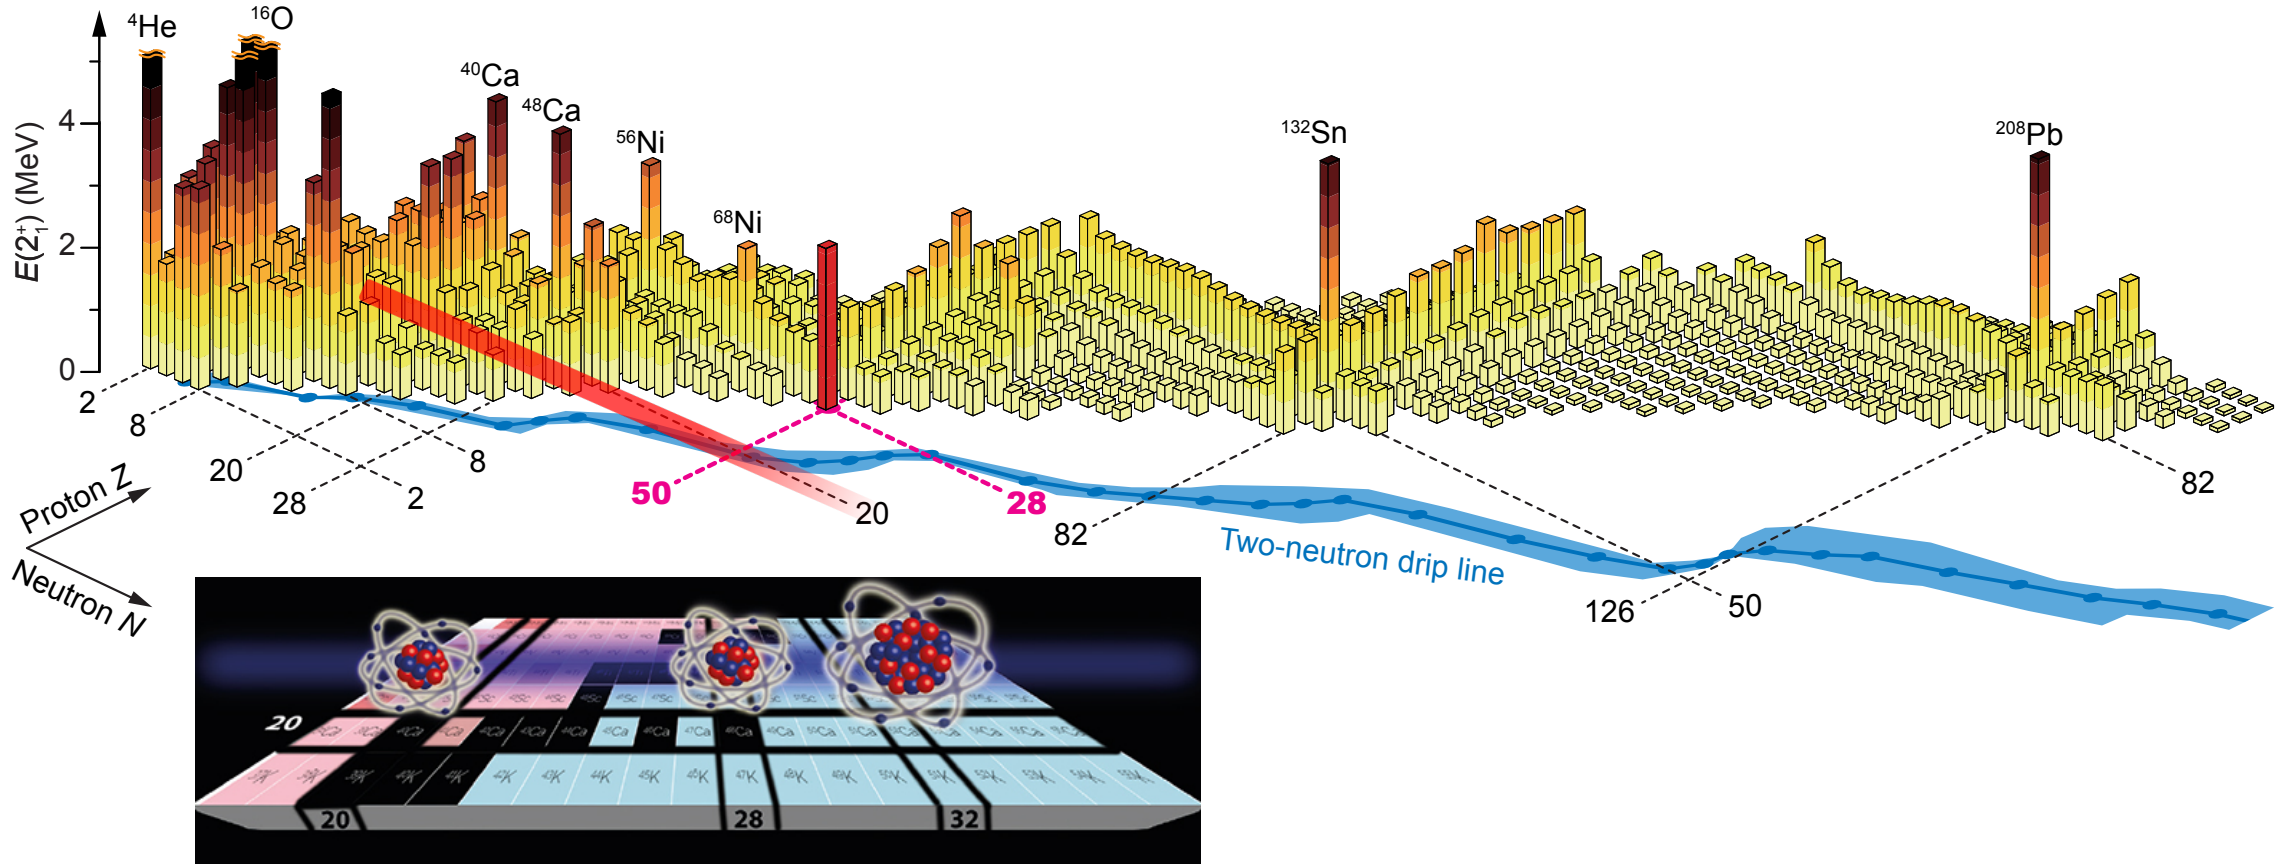 ⁴He
¹⁶O
⁴⁰Ca
⁴⁸Ca
⁵⁶Ni
⁶⁸Ni
¹³²Sn
²⁰⁸Pb
E(2₁⁺) (MeV)
4
2
0
2
8
20
28
2
8
50
28
20
82
126
50
82
Proton Z
Neutron N
Two-neutron drip line
20
20
28
32